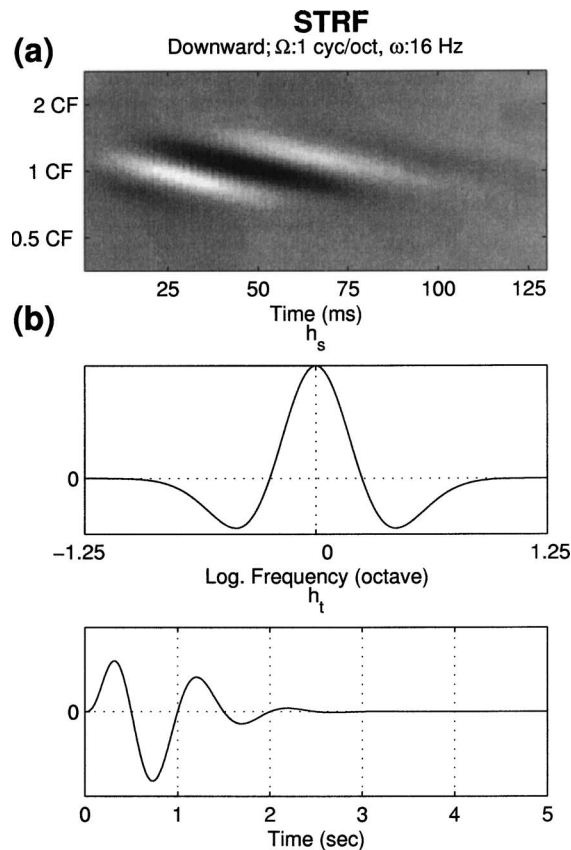 STRF
Downward; Ω:1 cyc/oct, ω:16 Hz
(a)
2 CF
1 CF
0.5 CF
25 50 75 100 125
Time (ms)
(b)
h_s
0
−1.25 0 1.25
Log. Frequency (octave)
h_t
0
0 1 2 3 4 5
Time (sec)